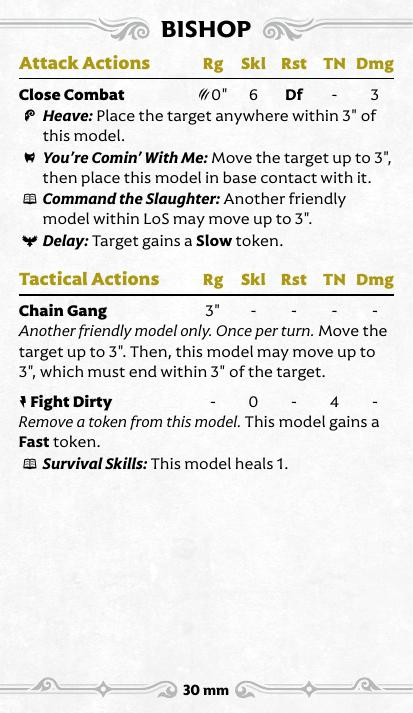 BISHOP
Attack Actions Rg Skl Rst TN Dmg
Close Combat 0" 6 Df - 3
Heave: Place the target anywhere within 3" of
this model.
You're Comin' With Me: Move the target up to 3",
then place this model in base contact with it.
Command the Slaughter: Another friendly
model within LoS may move up to 3".
Delay: Target gains a Slow token.
Tactical Actions Rg Skl Rst TN Dmg
Chain Gang 3" - - - -
Another friendly model only. Once per turn. Move the
target up to 3". Then, this model may move up to
3", which must end within 3" of the target.
Fight Dirty - 0 - 4 -
Remove a token from this model. This model gains a
Fast token.
Survival Skills: This model heals 1.
30 mm